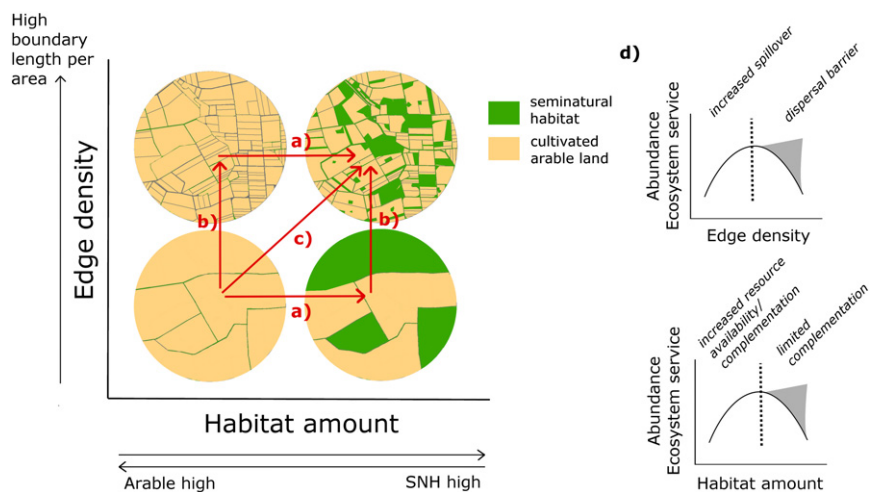 High
boundary
length per
area
Edge density
a)
b)
c)
b)
a)
Habitat amount
Arable high
SNH high
seminatural
habitat
cultivated
arable land
d)
increased spillover
dispersal barrier
Abundance
Ecosystem service
Edge density
increased resource
availability/
complementation
limited
complementation
Abundance
Ecosystem service
Habitat amount